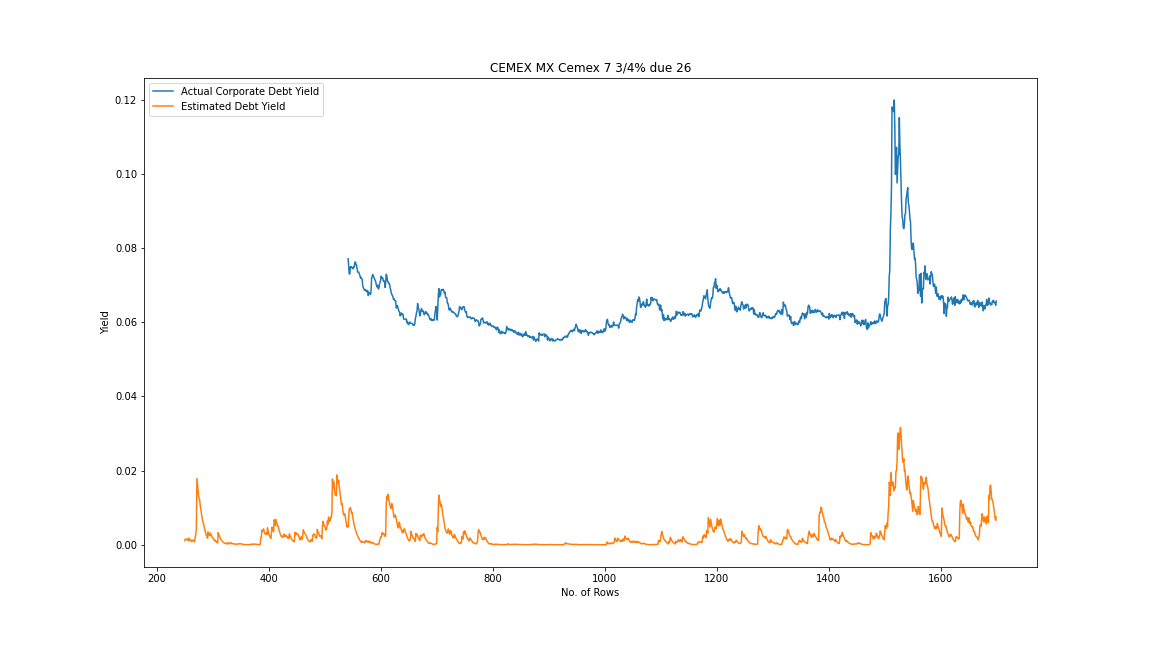 CEMEX MX Cemex 7 3/4% due 26
Actual Corporate Debt Yield
Estimated Debt Yield
0.12
0.10
0.08
0.06
0.04
0.02
0.00
Yield
200 400 600 800 1000 1200 1400 1600
No. of Rows